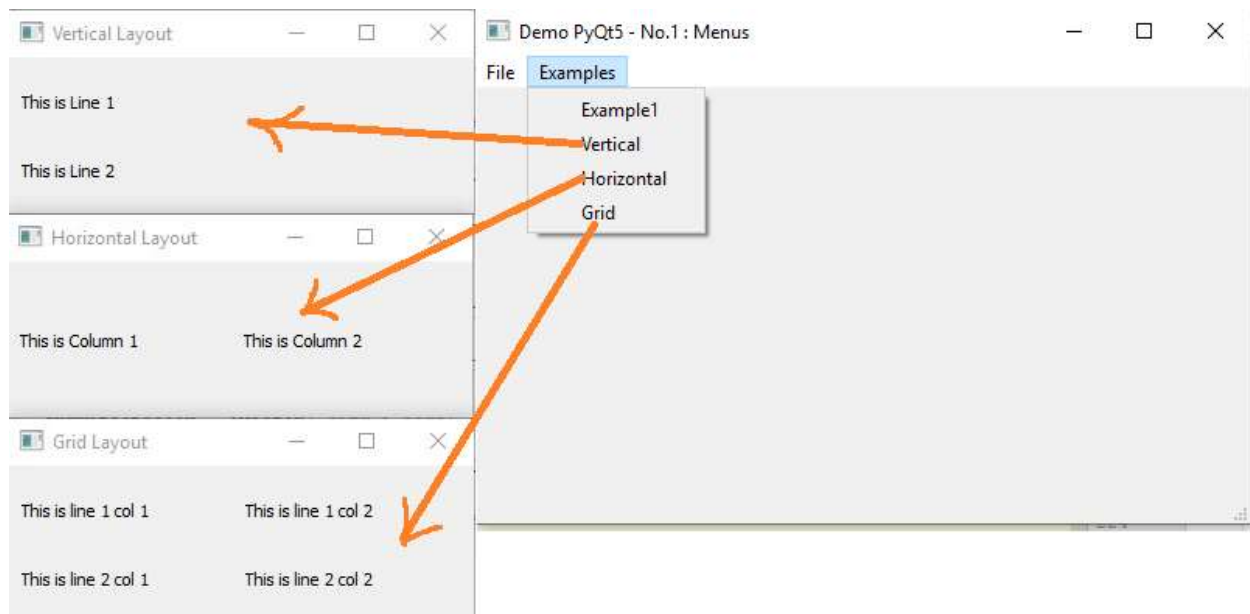 Vertical Layout
This is Line 1
This is Line 2
Horizontal Layout
This is Column 1 This is Column 2
Grid Layout
This is line 1 col 1 This is line 1 col 2
This is line 2 col 1 This is line 2 col 2
Demo PyQt5 - No.1 : Menus
File Examples
Example1
Vertical
Horizontal
Grid